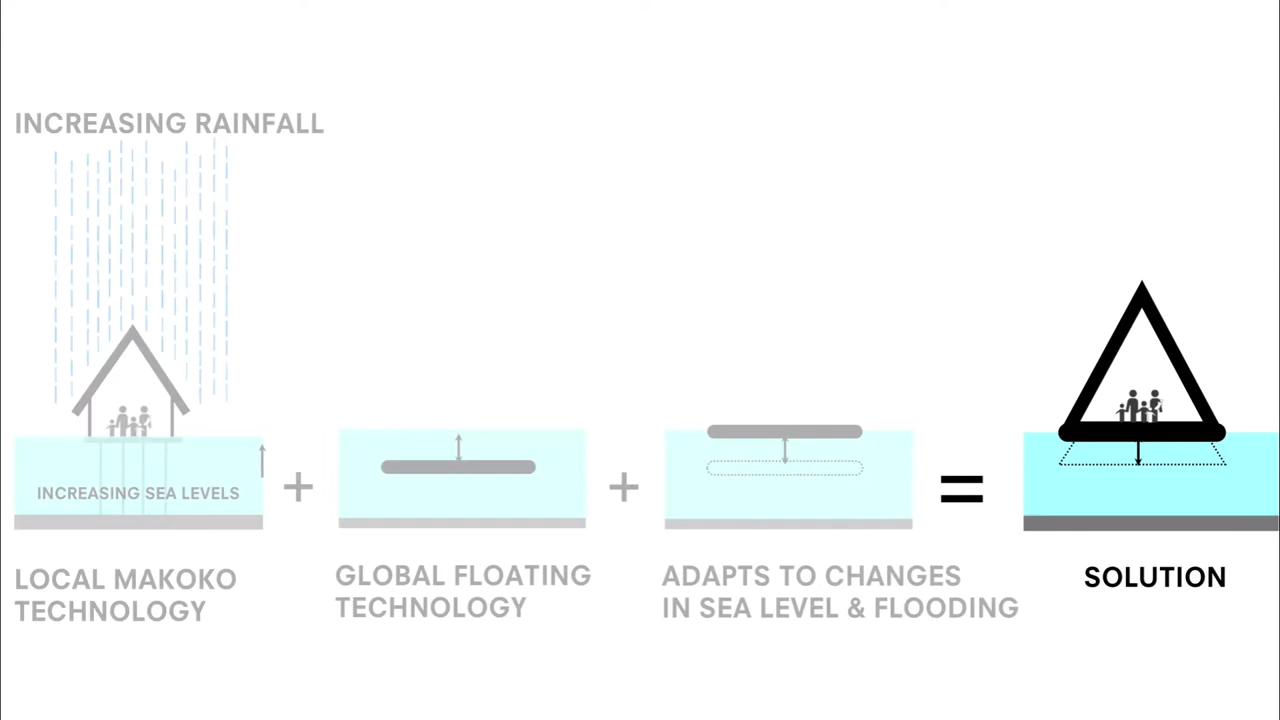 INCREASING RAINFALL
INCREASING SEA LEVELS
+
+
=
LOCAL MAKOKO
TECHNOLOGY
GLOBAL FLOATING
TECHNOLOGY
ADAPTS TO CHANGES
IN SEA LEVEL & FLOODING
SOLUTION